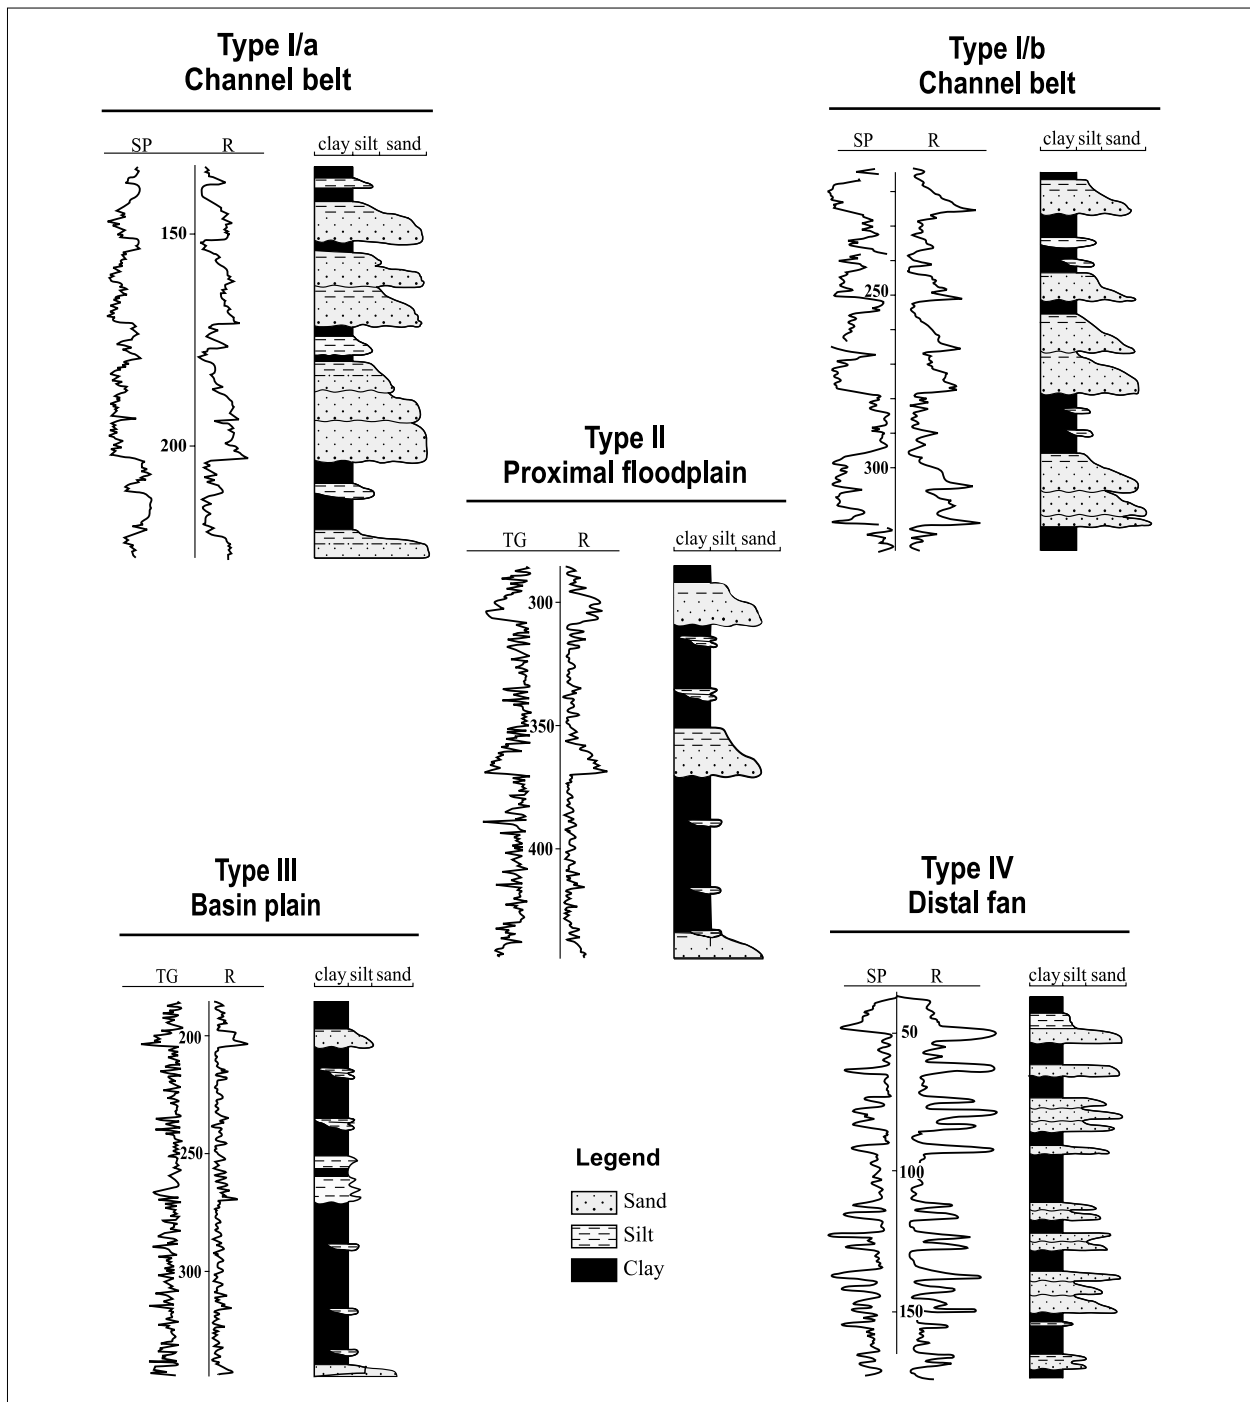 Type I/a
Channel belt
SP R
clay silt sand
150
200
Type I/b
Channel belt
SP R
clay silt sand
250
300
Type II
Proximal floodplain
TG R
clay silt sand
300
350
400
Type III
Basin plain
TG R
clay silt sand
200
250
300
Type IV
Distal fan
SP R
clay silt sand
50
100
150
Legend
Sand
Silt
Clay